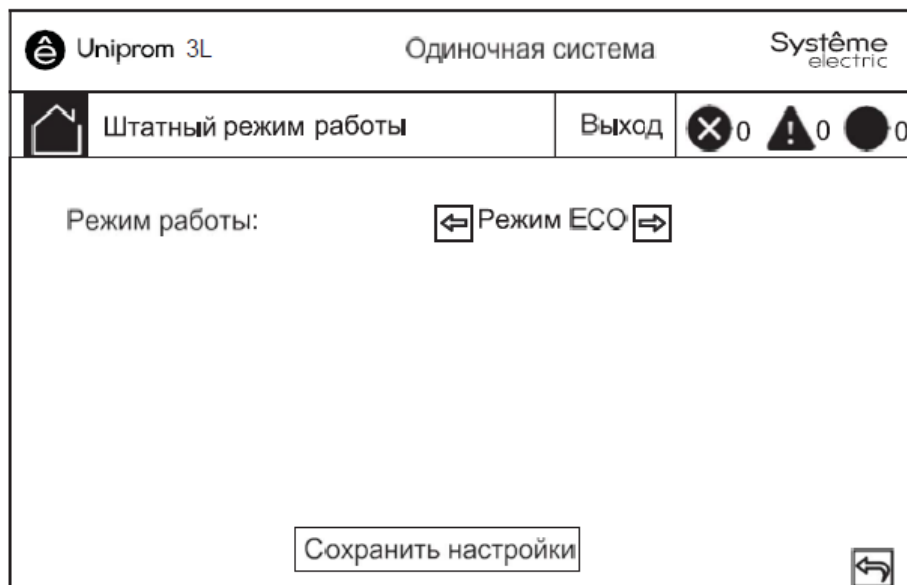 ê Uniprom 3L Одиночная система Systême electric
Штатный режим работы Выход 0 0 0
Режим работы: Режим ECO
Сохранить настройки